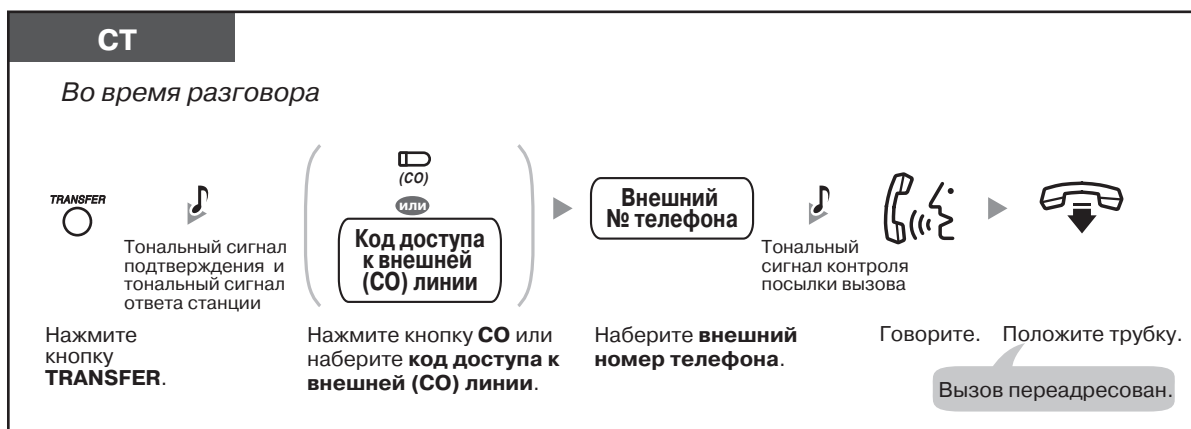 СТ
Во время разговора
TRANSFER
Тональный сигнал
подтверждения и
тональный сигнал
ответа станции
(CO)
или
Код доступа
к внешней
(CO) линии
Внешний
№ телефона
Тональный
сигнал контроля
посылки вызова
Нажмите
кнопку
TRANSFER.
Нажмите кнопку CO или
наберите код доступа к
внешней (CO) линии.
Наберите внешний
номер телефона.
Говорите.
Положите трубку.
Вызов переадресован.